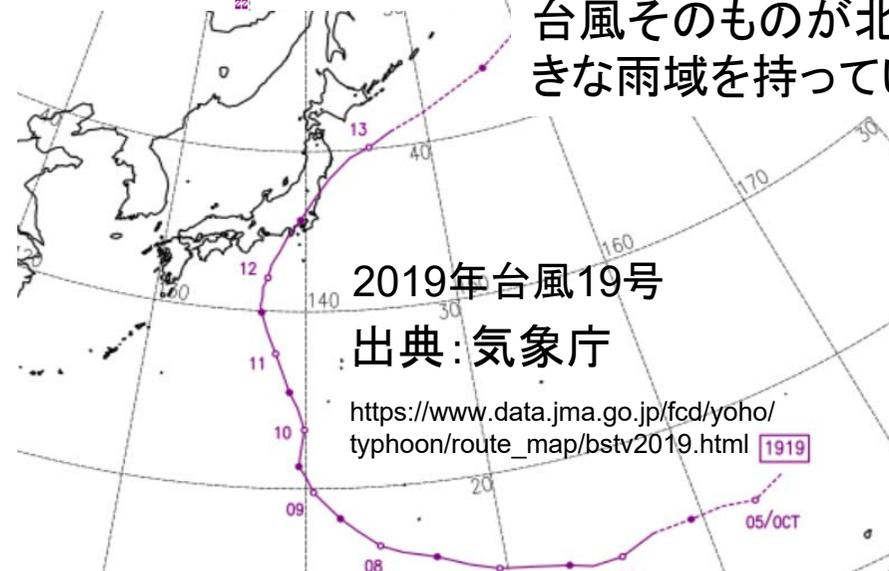 台風そのものが北
きな雨域を持ってい
13
40
170
30
160
12
140
30
2019年台風19号
出典：気象庁
11
https://www.data.jma.go.jp/fcd/yoho/
typhoon/route_map/bstv2019.html
10
1919
20
09
05/OCT
08